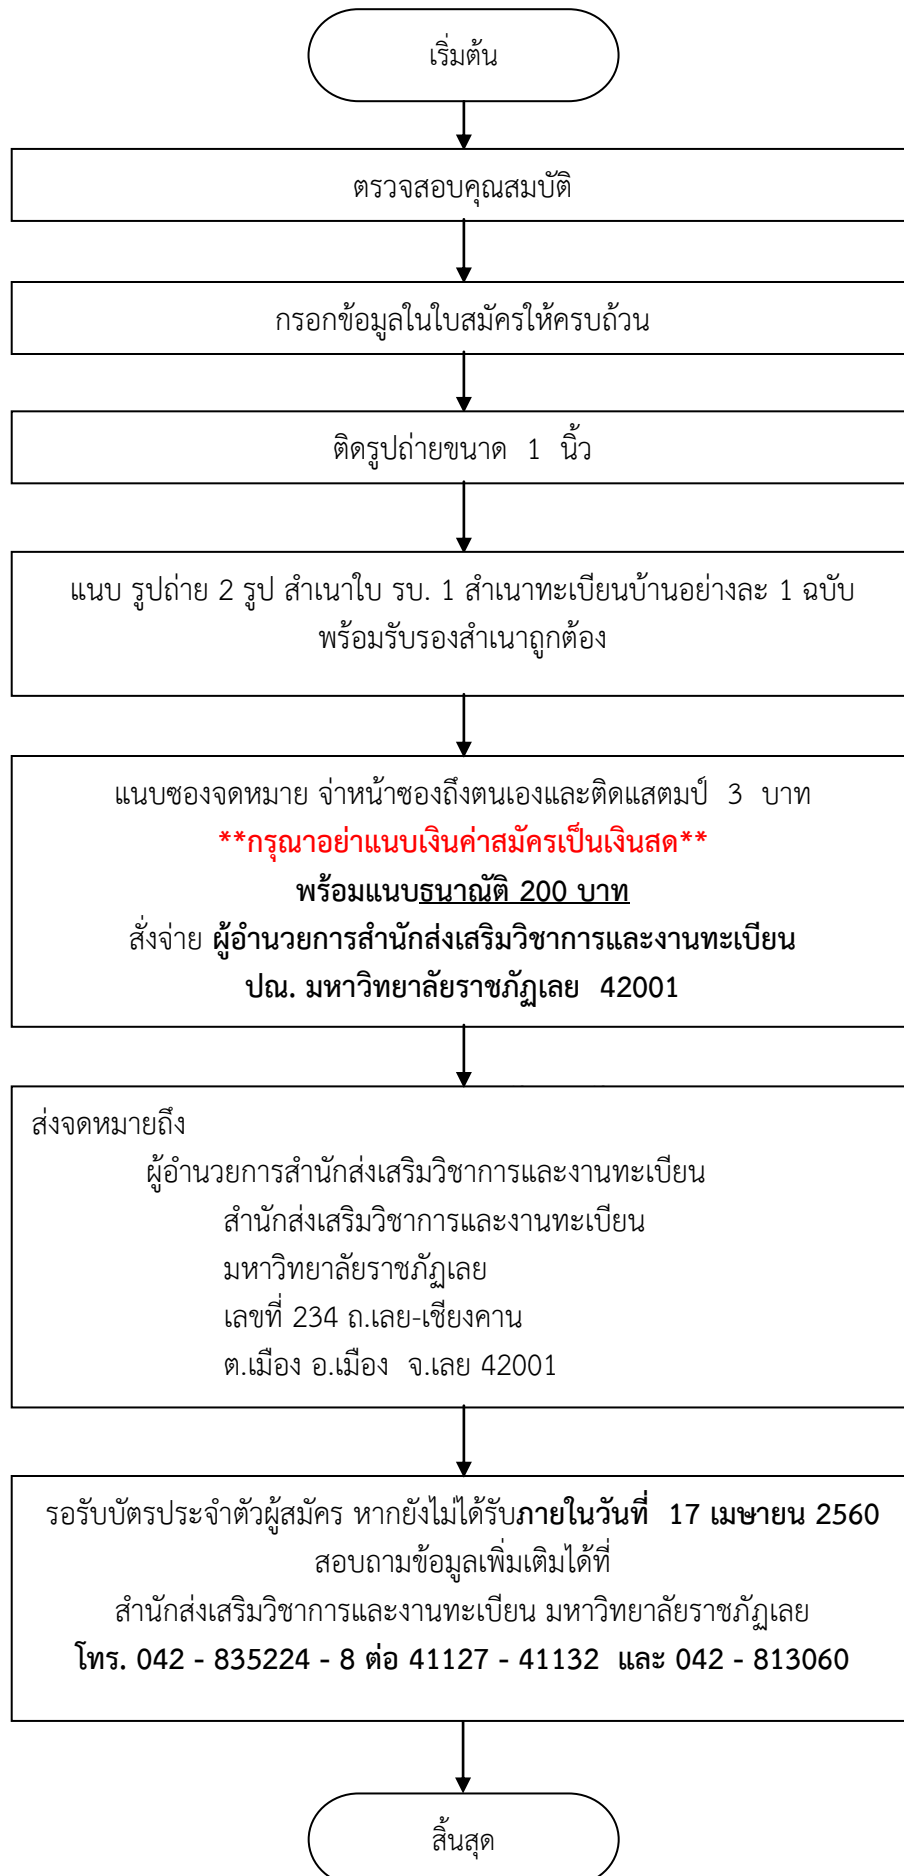 เริ่มต้น
ตรวจสอบคุณสมบัติ
กรอกข้อมูลในใบสมัครให้ครบถ้วน
ติดรูปถ่ายขนาด 1 นิ้ว
แนบ รูปถ่าย 2 รูป สำเนาใบ รบ. 1 สำเนาทะเบียนบ้านอย่างละ 1 ฉบับ
พร้อมรับรองสำเนาถูกต้อง
แนบซองจดหมาย จ่าหน้าซองถึงตนเองและติดแสตมป์ 3 บาท
**กรุณาอย่าแนบเงินค่าสมัครเป็นเงินสด**
พร้อมแนบธนาณัติ 200 บาท
สั่งจ่าย ผู้อำนวยการสำนักส่งเสริมวิชาการและงานทะเบียน
ปณ. มหาวิทยาลัยราชภัฏเลย 42001
ส่งจดหมายถึง
ผู้อำนวยการสำนักส่งเสริมวิชาการและงานทะเบียน
สำนักส่งเสริมวิชาการและงานทะเบียน
มหาวิทยาลัยราชภัฏเลย
เลขที่ 234 ถ.เลย-เชียงคาน
ต.เมือง อ.เมือง จ.เลย 42001
รอรับบัตรประจำตัวผู้สมัคร หากยังไม่ได้รับภายในวันที่ 17 เมษายน 2560
สอบถามข้อมูลเพิ่มเติมได้ที่
สำนักส่งเสริมวิชาการและงานทะเบียน มหาวิทยาลัยราชภัฏเลย
โทร. 042 - 835224 - 8 ต่อ 41127 - 41132 และ 042 - 813060
สิ้นสุด